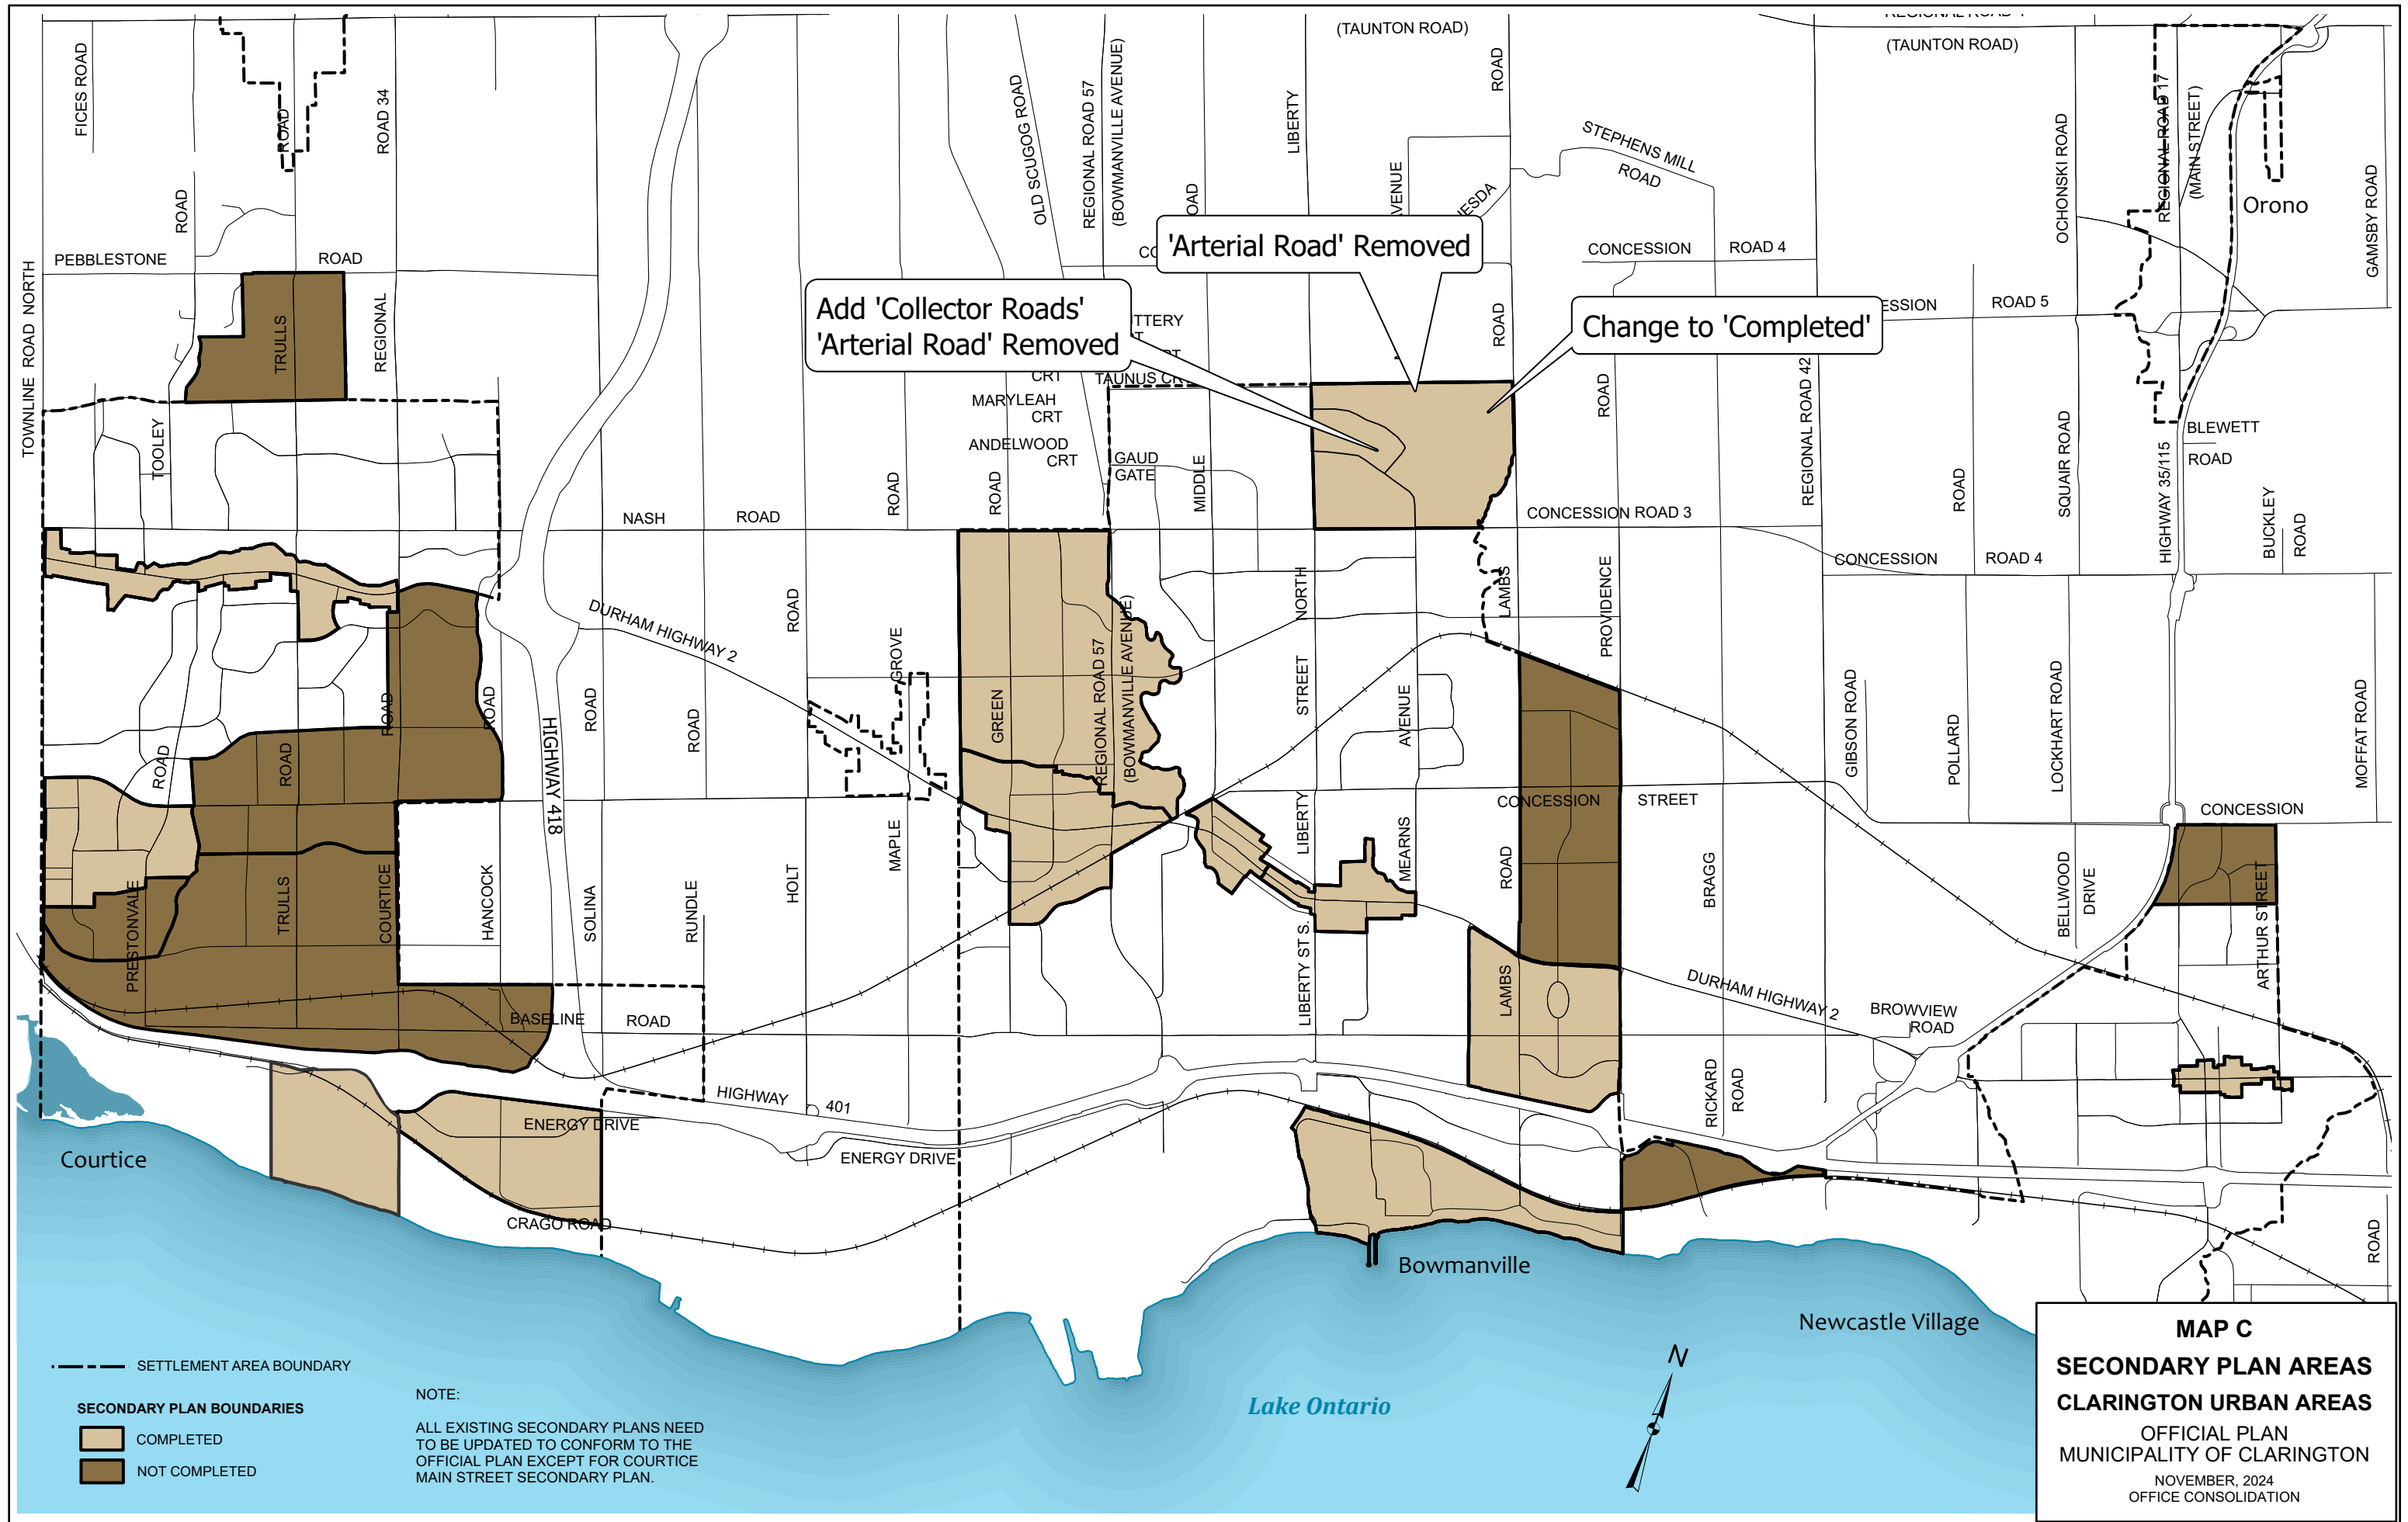 (TAUNTON ROAD)
(TAUNTON ROAD)
FICES ROAD
ROAD
ROAD 34
OLD SCUGOG ROAD
REGIONAL ROAD 57
(BOWMANVILLE AVENUE)
LIBERTY
ROAD
STEPHENS MILL
ROAD
OCHONSKI ROAD
REGIONAL ROAD 17
(MAIN STREET)
Orono
GAMSBY ROAD
ROAD
PEBBLESTONE
ROAD
TOWNLINE ROAD NORTH
CONCESSION
ROAD 4
'Arterial Road' Removed
Add 'Collector Roads'
'Arterial Road' Removed
Change to 'Completed'
ROAD 5
TRULLS
REGIONAL
ROAD
CRT
TAUNUS
MARYLEAH
CRT
ANDELWOOD
CRT
GAUD
GATE
TOOLEY
ROAD
ROAD
MIDDLE
ROAD
REGIONAL ROAD 42
ROAD
SQUAIR ROAD
HIGHWAY 35/115
BLEWETT
ROAD
BUCKLEY
ROAD
NASH
ROAD
CONCESSION ROAD 3
CONCESSION
ROAD 4
DURHAM HIGHWAY 2
ROAD
GROVE
NORTH
STREET
LAMBS
PROVIDENCE
ROAD
ROAD
ROAD
ROAD
HIGHWAY 418
ROAD
ROAD
GREEN
REGIONAL ROAD 57
(BOWMANVILLE AVENUE)
AVENUE
GIBSON ROAD
POLLARD
LOCKHART ROAD
MOFFAT ROAD
CONCESSION
STREET
CONCESSION
PRESTONVALE
TRULLS
COURTICE
HANCOCK
SOLINA
RUNDLE
HOLT
MAPLE
LIBERTY
MEARNS
ROAD
BRAGG
BELLWOOD
DRIVE
ARTHUR STREET
LIBERTY ST S.
LAMBS
DURHAM HIGHWAY 2
BROWVIEW
ROAD
BASELINE
ROAD
RICKARD
ROAD
HIGHWAY
401
ENERGY DRIVE
ENERGY DRIVE
CRAGO ROAD
ROAD
Courtice
Bowmanville
Newcastle Village
Lake Ontario
N
SETTLEMENT AREA BOUNDARY
SECONDARY PLAN BOUNDARIES
COMPLETED
NOT COMPLETED
NOTE:
ALL EXISTING SECONDARY PLANS NEED
TO BE UPDATED TO CONFORM TO THE
OFFICIAL PLAN EXCEPT FOR COURTICE
MAIN STREET SECONDARY PLAN.
MAP C
SECONDARY PLAN AREAS
CLARINGTON URBAN AREAS
OFFICIAL PLAN
MUNICIPALITY OF CLARINGTON
NOVEMBER, 2024
OFFICE CONSOLIDATION